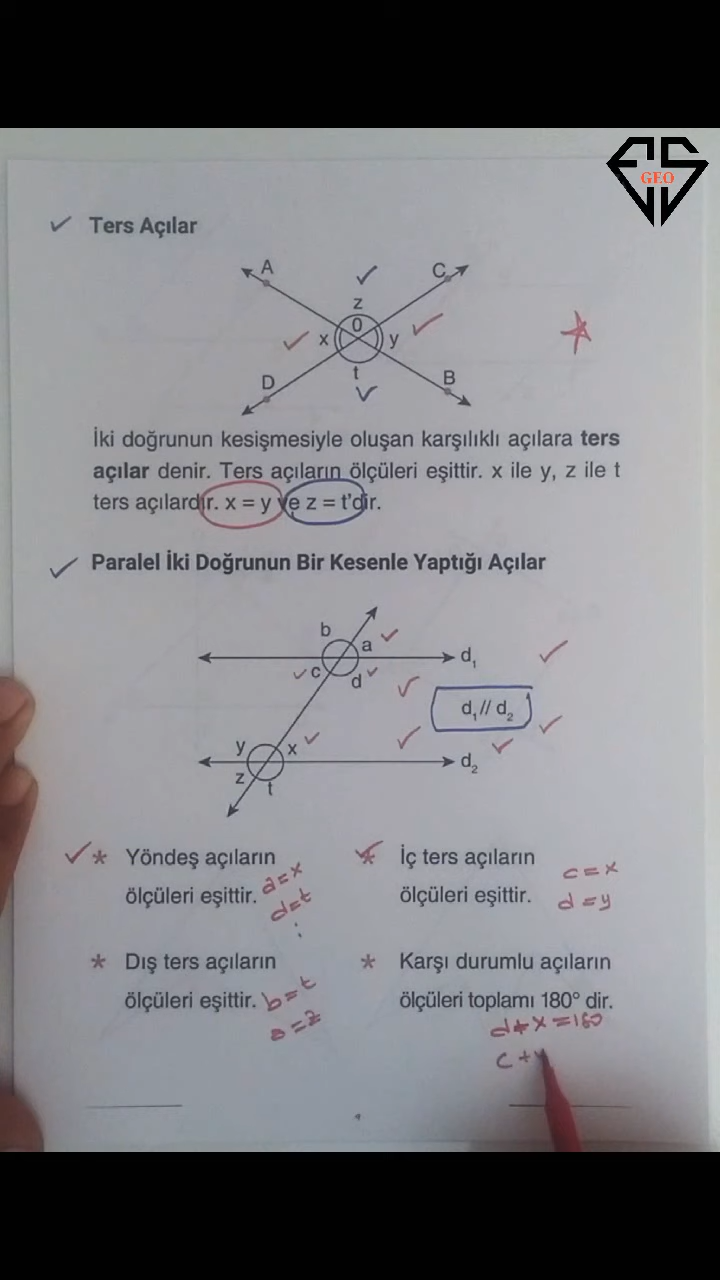 GEO
Ters Açılar
A
C
z
O
x
y
t
D
B
İki doğrunun kesişmesiyle oluşan karşılıklı açılara ters
açılar denir. Ters açıların ölçüleri eşittir. x ile y, z ile t
ters açılardır. x = y ve z = t'dir.
Paralel İki Doğrunun Bir Kesenle Yaptığı Açılar
b
a
d₁
c
d
d₁ // d₂
y
x
d₂
z
t
* Yöndeş açıların
ölçüleri eşittir.
a=x
d=t
:
* İç ters açıların
ölçüleri eşittir.
c=x
d=y
* Dış ters açıların
ölçüleri eşittir.
b=t
a=z
* Karşı durumlu açıların
ölçüleri toplamı 180° dir.
d+x=180
c+